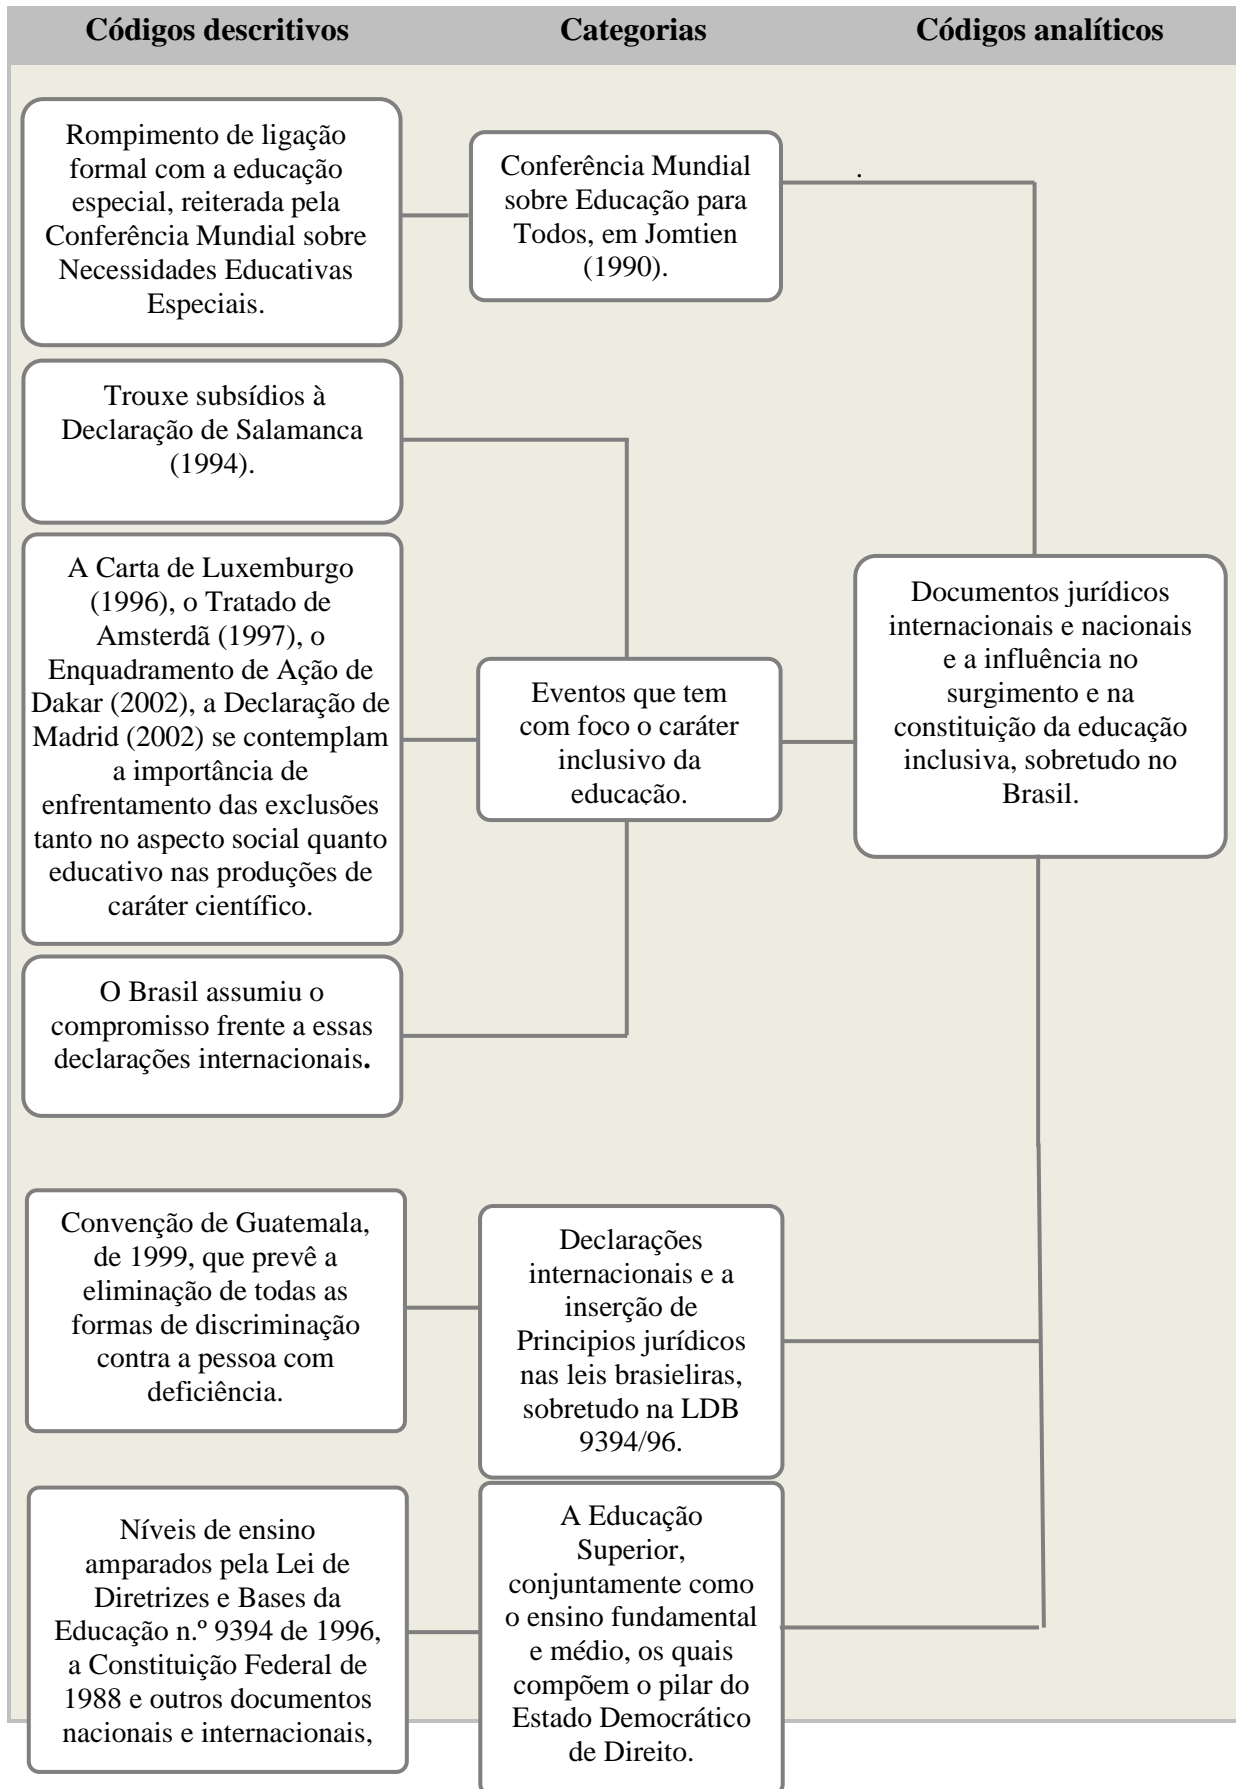 Códigos descritivos
Categorias
Códigos analíticos
Rompimento de ligação
formal com a educação
especial, reiterada pela
Conferência Mundial sobre
Necessidades Educativas
Especiais.
Conferência Mundial
sobre Educação para
Todos, em Jomtien
(1990).
.
Trouxe subsídios à
Declaração de Salamanca
(1994).
A Carta de Luxemburgo
(1996), o Tratado de
Amsterdã (1997), o
Enquadramento de Ação de
Dakar (2002), a Declaração de
Madrid (2002) se contemplam
a importância de
enfrentamento das exclusões
tanto no aspecto social quanto
educativo nas produções de
caráter científico.
O Brasil assumiu o
compromisso frente a essas
declarações internacionais.
Eventos que tem
com foco o caráter
inclusivo da
educação.
Documentos jurídicos
internacionais e nacionais
e a influência no
surgimento e na
constituição da educação
inclusiva, sobretudo no
Brasil.
Convenção de Guatemala,
de 1999, que prevê a
eliminação de todas as
formas de discriminação
contra a pessoa com
deficiência.
Declarações
internacionais e a
inserção de
Principios jurídicos
nas leis brasieliras,
sobretudo na LDB
9394/96.
Níveis de ensino
amparados pela Lei de
Diretrizes e Bases da
Educação n.º 9394 de 1996,
a Constituição Federal de
1988 e outros documentos
nacionais e internacionais,
A Educação
Superior,
conjuntamente como
o ensino fundamental
e médio, os quais
compõem o pilar do
Estado Democrático
de Direito.